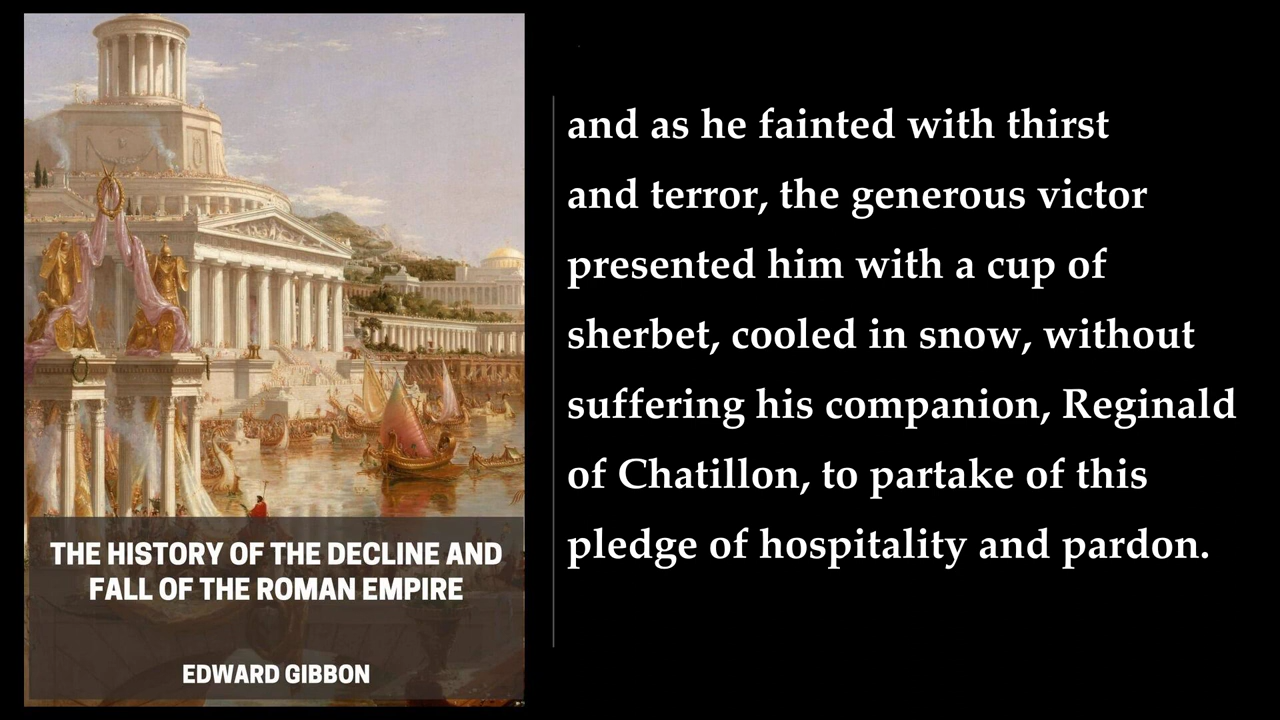 THE HISTORY OF THE DECLINE AND
FALL OF THE ROMAN EMPIRE
EDWARD GIBBON
and as he fainted with thirst
and terror, the generous victor
presented him with a cup of
sherbet, cooled in snow, without
suffering his companion, Reginald
of Chatillon, to partake of this
pledge of hospitality and pardon.